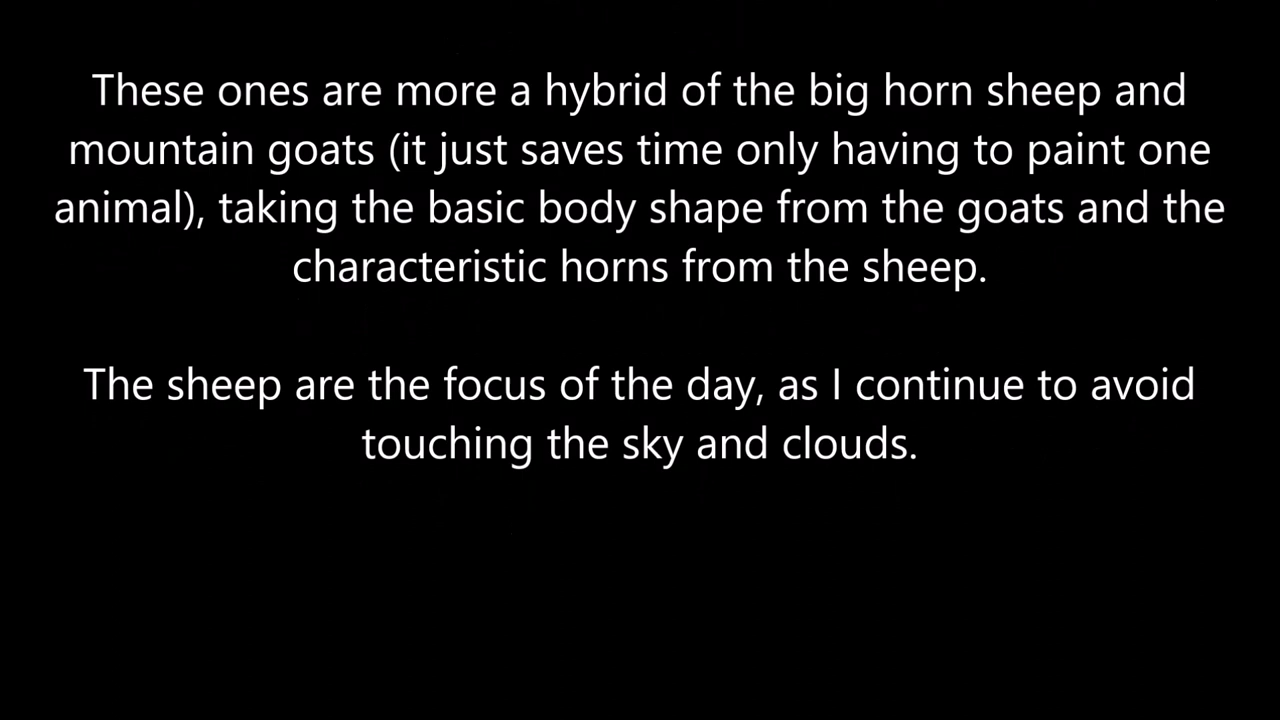 These ones are more a hybrid of the big horn sheep and
mountain goats (it just saves time only having to paint one
animal), taking the basic body shape from the goats and the
characteristic horns from the sheep.
The sheep are the focus of the day, as I continue to avoid
touching the sky and clouds.